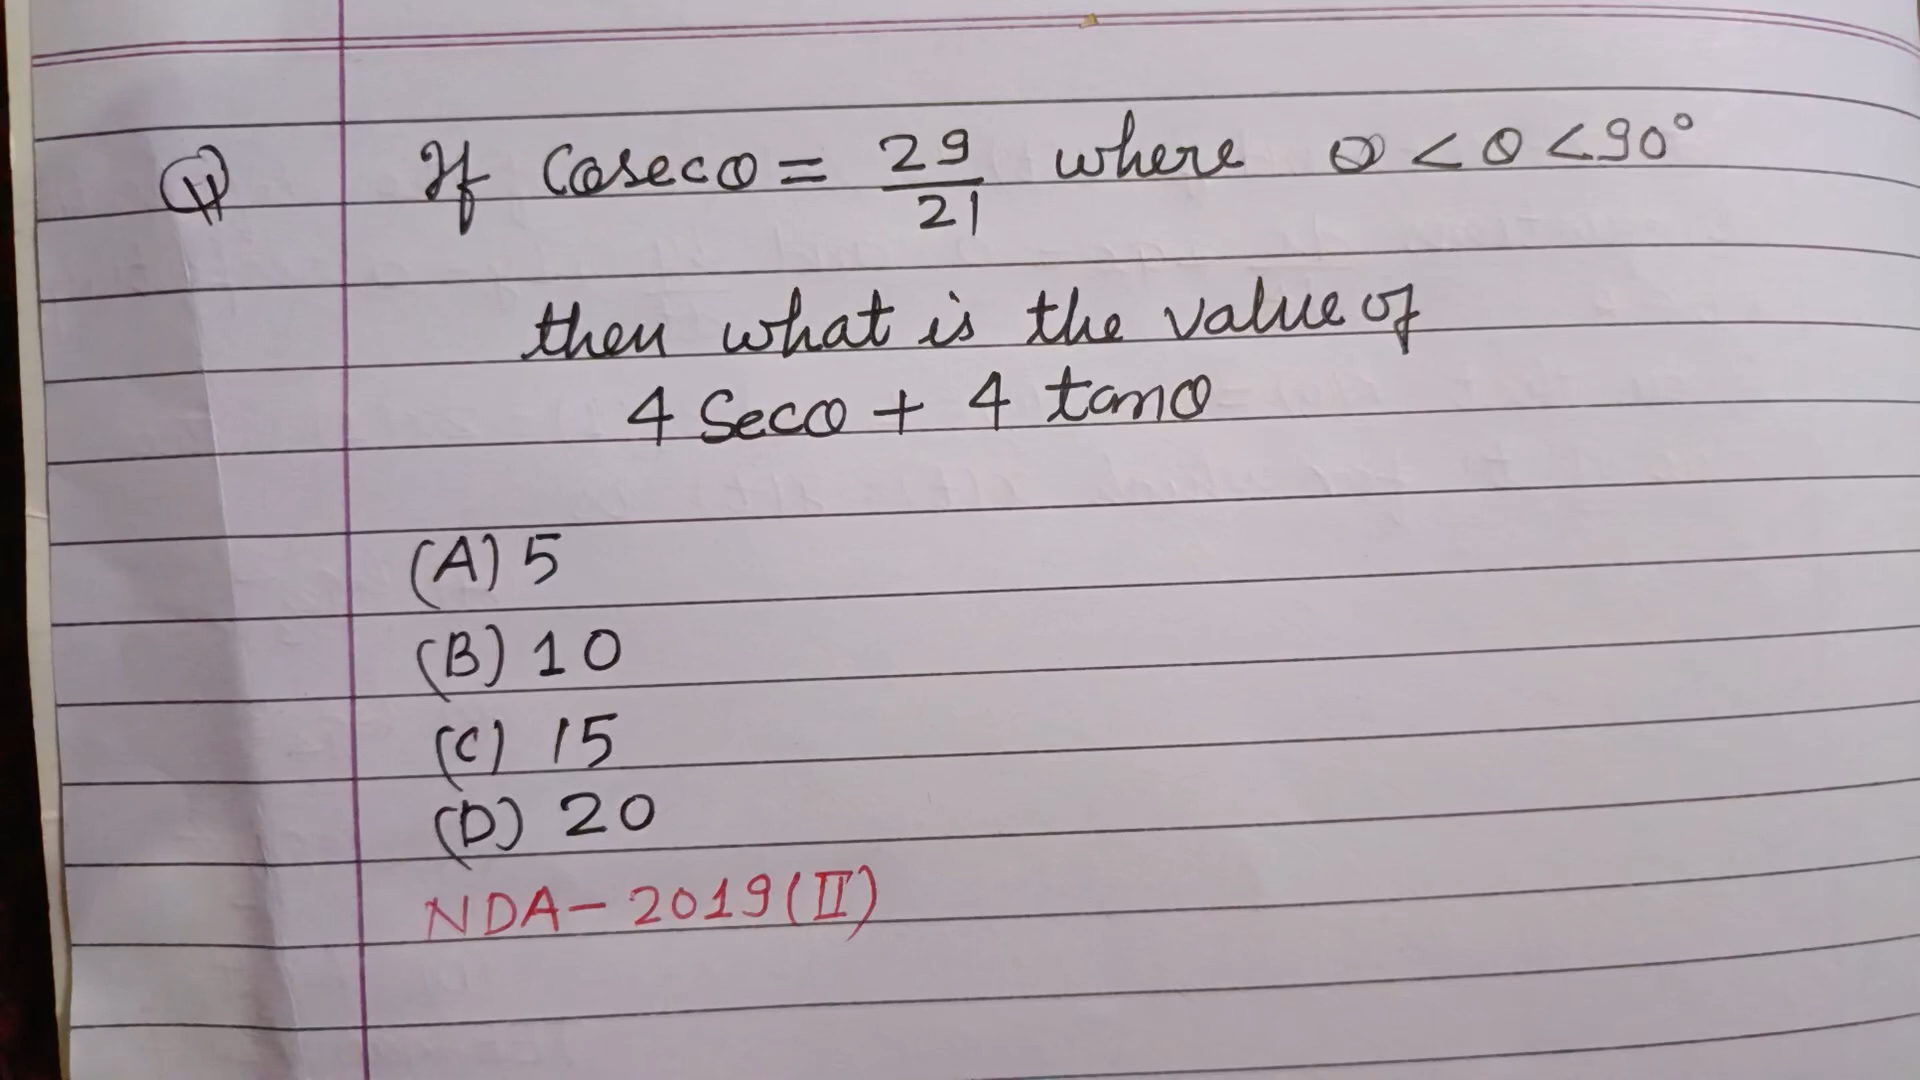 Q If Cosecθ = 29/21 where 0 < θ < 90°
then what is the value of
4 Secθ + 4 tanθ
(A) 5
(B) 10
(C) 15
(D) 20
NDA - 2019 (II)